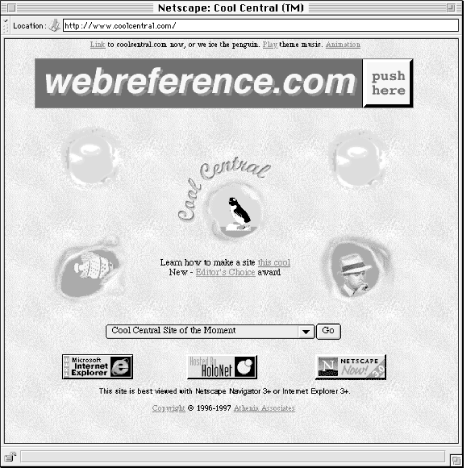 Netscape: Cool Central (TM)
Location: http://www.coolcentral.com/
Link to coolcentral.com now, or we ice the penguin. Play theme music. Animation
webreference.com
push
here
Cool Central
Learn how to make a site this cool
New - Editor's Choice award
Cool Central Site of the Moment
Go
Microsoft
Internet
Explorer
Hosted By
HoloNet
N
NETSCAPE
Now!
This site is best viewed with Netscape Navigator 3+ or Internet Explorer 3+.
Copyright © 1996-1997 Athenia Associates